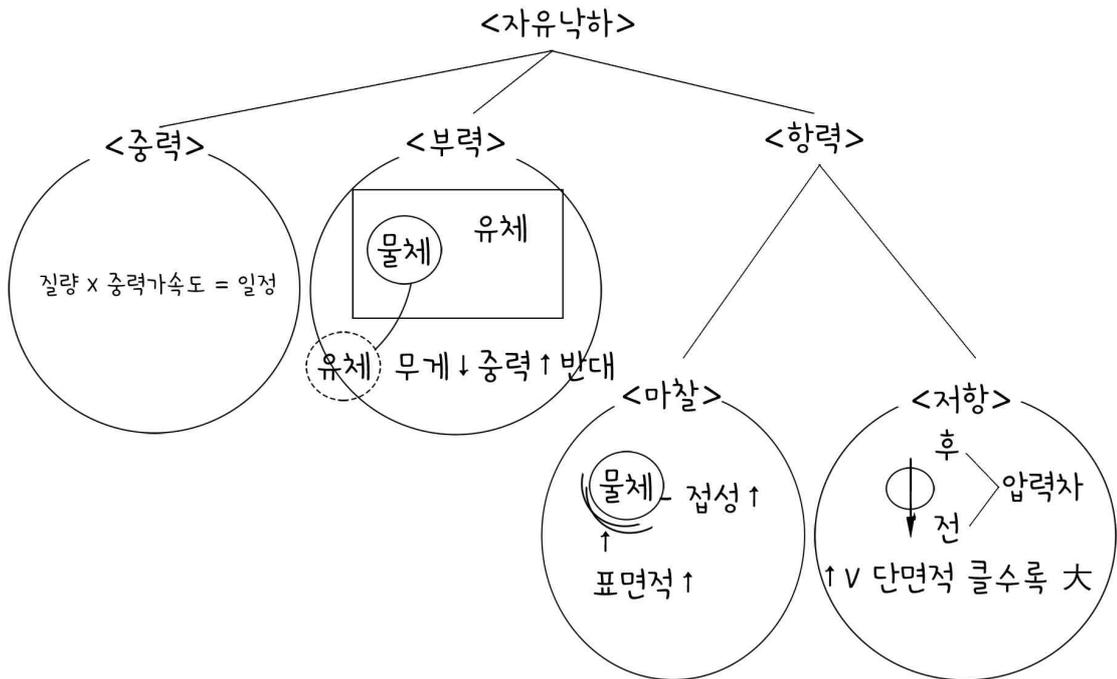 <자유낙하>
<중력>
질량 x 중력가속도 = 일정
<부력>
물체
유체
유체 무게↓ 중력↑ 반대
<항력>
<마찰>
물체
접성↑
↑
표면적↑
<저항>
후
압력차
전
↑V 단면적 클수록 大